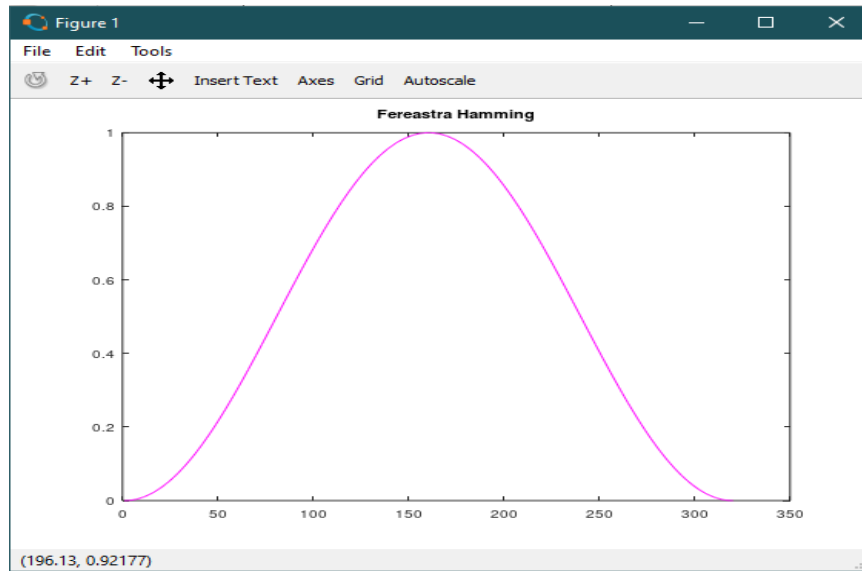 Figure 1
File Edit Tools
Z+ Z- Insert Text Axes Grid Autoscale
Fereastra Hamming
1
0.8
0.6
0.4
0.2
0
0 50 100 150 200 250 300 350
(196.13, 0.92177)